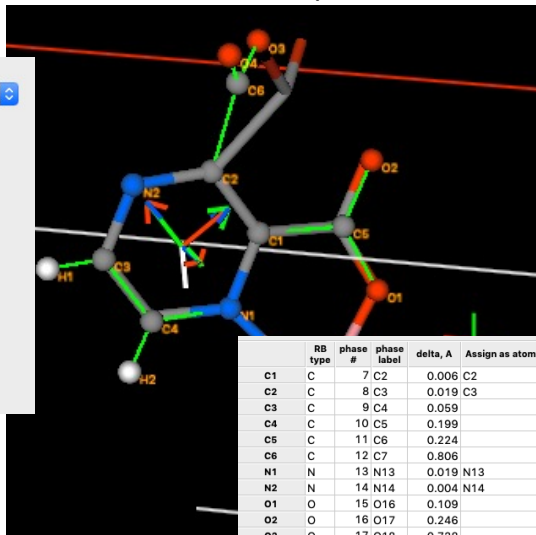 O3
O4
C6
O2
C2
N2
C1
C5
C3
H1
O1
N1
C4
H2
RB type phase # phase label delta, A Assign as atom
C1 C 7 C2 0.006 C2
C2 C 8 C3 0.019 C3
C3 C 9 C4 0.059
C4 C 10 C5 0.199
C5 C 11 C6 0.224
C6 C 12 C7 0.806
N1 N 13 N13 0.019 N13
N2 N 14 N14 0.004 N14
O1 O 15 O16 0.109
O2 O 16 O17 0.246